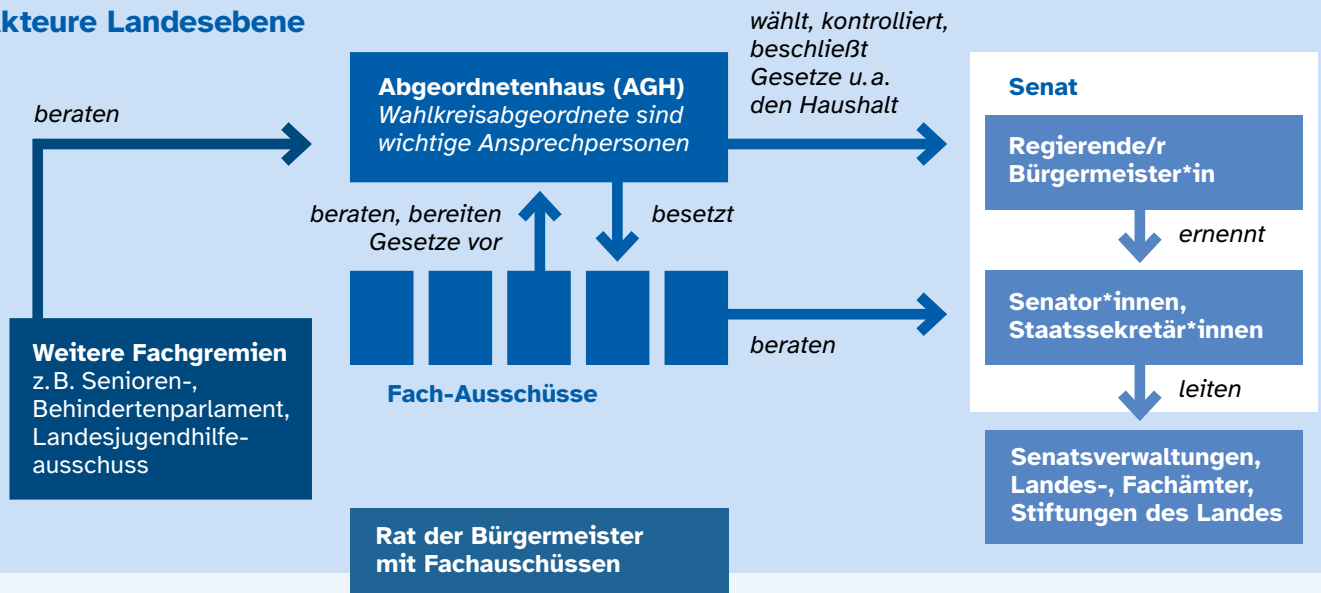 kteure Landesebene
wählt, kontrolliert,
beschließt
Gesetze u. a.
den Haushalt
beraten
Abgeordnetenhaus (AGH)
Wahlkreisabgeordnete sind
wichtige Ansprechpersonen
Senat
Regierende/r
Bürgermeister*in
beraten, bereiten
Gesetze vor
besetzt
ernennt
Senator*innen,
Staatssekretär*innen
beraten
Fach-Ausschüsse
Weitere Fachgremien
z. B. Senioren-,
Behindertenparlament,
Landesjugendhilfe-
ausschuss
leiten
Senatsverwaltungen,
Landes-, Fachämter,
Stiftungen des Landes
Rat der Bürgermeister
mit Fachauschüssen